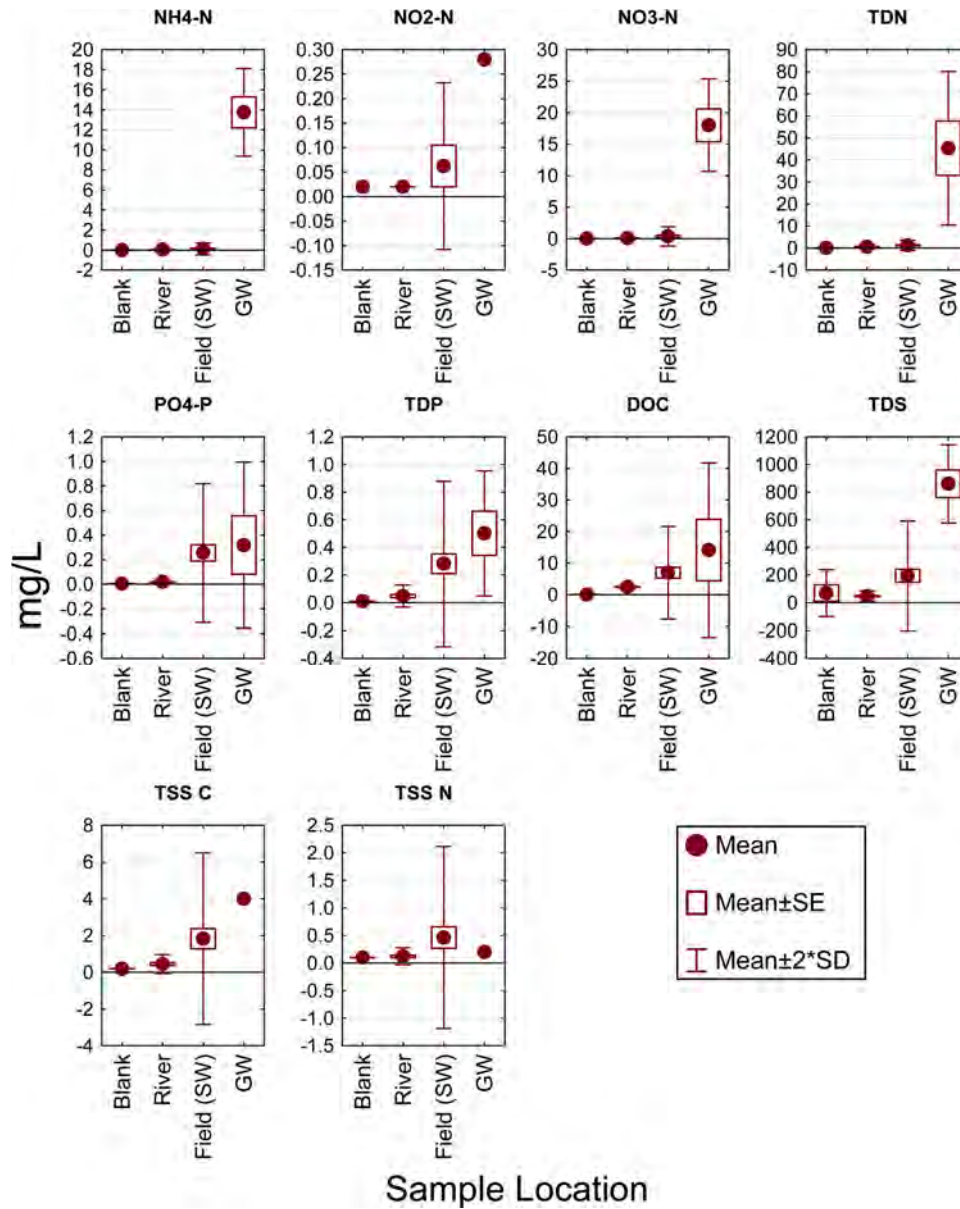 NH4-N NO2-N NO3-N TDN
20 0.30 30 90
18 0.25 25 80
16 0.20 20 70
14 0.15 15 60
12 0.10 10 50
10 0.05 5 40
8 0.00 0 30
6 -0.05 -5 20
4 -0.10 10
2 -0.15 0
0 -10
-2
Blank River Field (SW) GW Blank River Field (SW) GW Blank River Field (SW) GW Blank River Field (SW) GW
PO4-P TDP DOC TDS
1.2 1.2 50 1200
1.0 1.0 40 1000
0.8 0.8 30 800
0.6 0.6 20 600
0.4 0.4 10 400
0.2 0.2 0 200
0.0 0.0 -10 0
-0.2 -0.2 -20 -200
-0.4 -0.4 -400
-0.6
Blank River Field (SW) GW Blank River Field (SW) GW Blank River Field (SW) GW Blank River Field (SW) GW
mg/L
TSS C TSS N
8 2.5
6 2.0
4 1.5
2 1.0
0 0.5
-2 0.0
-4 -0.5
-1.0
-1.5
Blank River Field (SW) GW Blank River Field (SW) GW
Mean
Mean±SE
Mean±2*SD
Sample Location